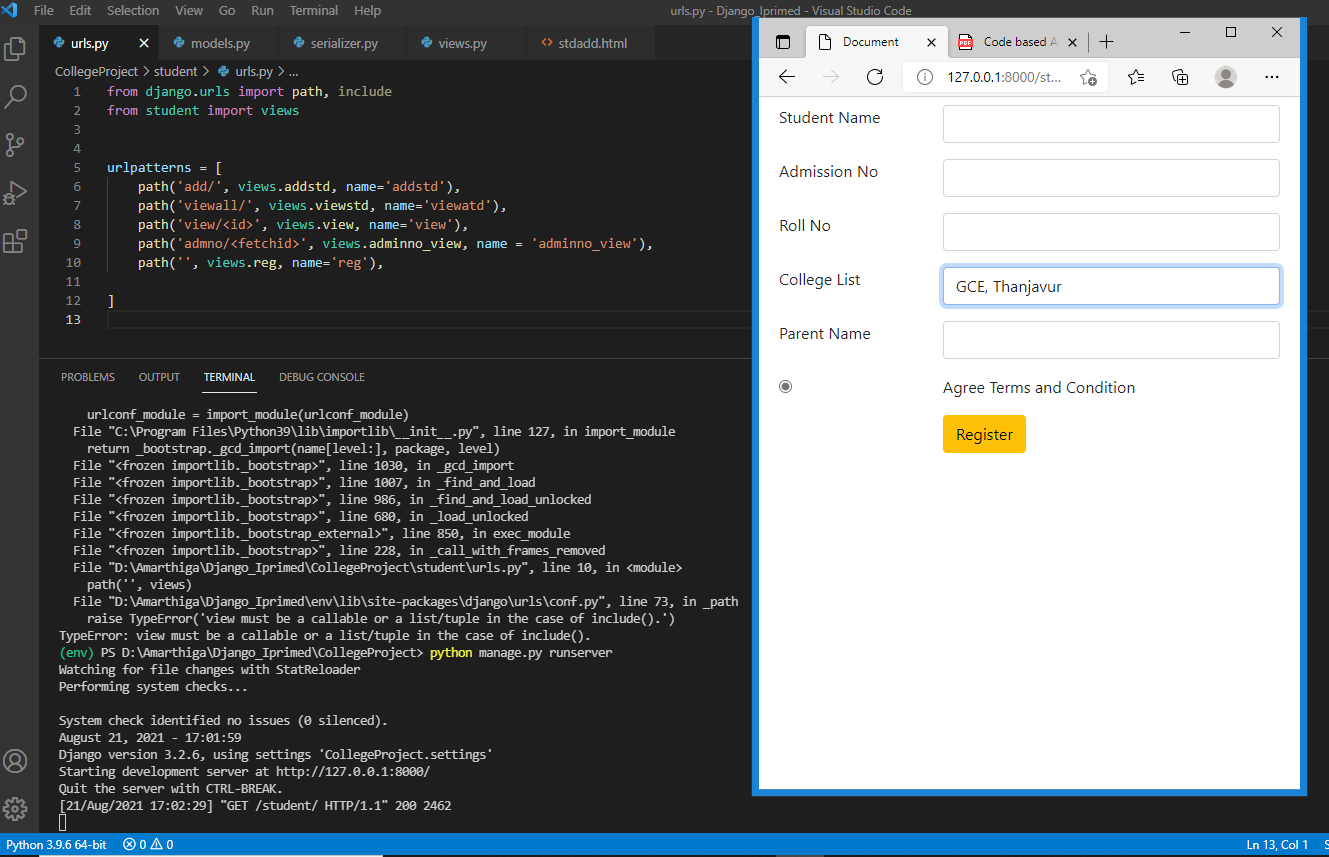 File Edit Selection View Go Run Terminal Help
urls.py - Django_Iprimed - Visual Studio Code
urls.py models.py serializer.py views.py stdadd.html
CollegeProject > student > urls.py > ...
1 from django.urls import path, include
2 from student import views
3
4
5 urlpatterns = [
6 path('add/', views.addstd, name='addstd'),
7 path('viewall/', views.viewstd, name='viewatd'),
8 path('view/<id>', views.view, name='view'),
9 path('admno/<fetchid>', views.adminno_view, name = 'adminno_view'),
10 path('', views.reg, name='reg'),
11
12 ]
13
PROBLEMS OUTPUT TERMINAL DEBUG CONSOLE
urlconf_module = import_module(urlconf_module)
File "C:\Program Files\Python39\lib\importlib\__init__.py", line 127, in import_module
return _bootstrap._gcd_import(name[level:], package, level)
File "<frozen importlib._bootstrap>", line 1030, in _gcd_import
File "<frozen importlib._bootstrap>", line 1007, in _find_and_load
File "<frozen importlib._bootstrap>", line 986, in _find_and_load_unlocked
File "<frozen importlib._bootstrap>", line 680, in _load_unlocked
File "<frozen importlib._bootstrap_external>", line 850, in exec_module
File "<frozen importlib._bootstrap>", line 228, in _call_with_frames_removed
File "D:\Amarthiga\Django_Iprimed\CollegeProject\student\urls.py", line 10, in <module>
path('', views)
File "D:\Amarthiga\Django_Iprimed\env\lib\site-packages\django\urls\conf.py", line 73, in _path
raise TypeError('view must be a callable or a list/tuple in the case of include().')
TypeError: view must be a callable or a list/tuple in the case of include().
(env) PS D:\Amarthiga\Django_Iprimed\CollegeProject> python manage.py runserver
Watching for file changes with StatReloader
Performing system checks...
System check identified no issues (0 silenced).
August 21, 2021 - 17:01:59
Django version 3.2.6, using settings 'CollegeProject.settings'
Starting development server at http://127.0.0.1:8000/
Quit the server with CTRL-BREAK.
[21/Aug/2021 17:02:29] "GET /student/ HTTP/1.1" 200 2462
Python 3.9.6 64-bit 0 0
Ln 13, Col 1 S
Document PDF Code based A
127.0.0.1:8000/st...
Student Name
Admission No
Roll No
College List GCE, Thanjavur
Parent Name
Agree Terms and Condition
Register